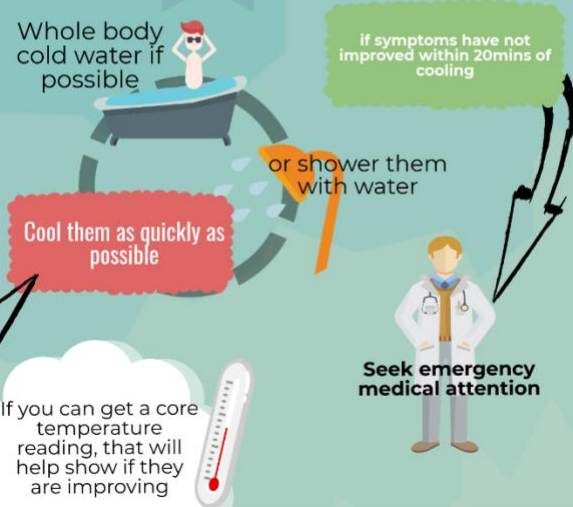 Whole body
cold water if
possible
if symptoms have not
improved within 20mins of
cooling
or shower them
with water
Cool them as quickly as
possible
Seek emergency
medical attention
If you can get a core
temperature
reading, that will
help show if they
are improving